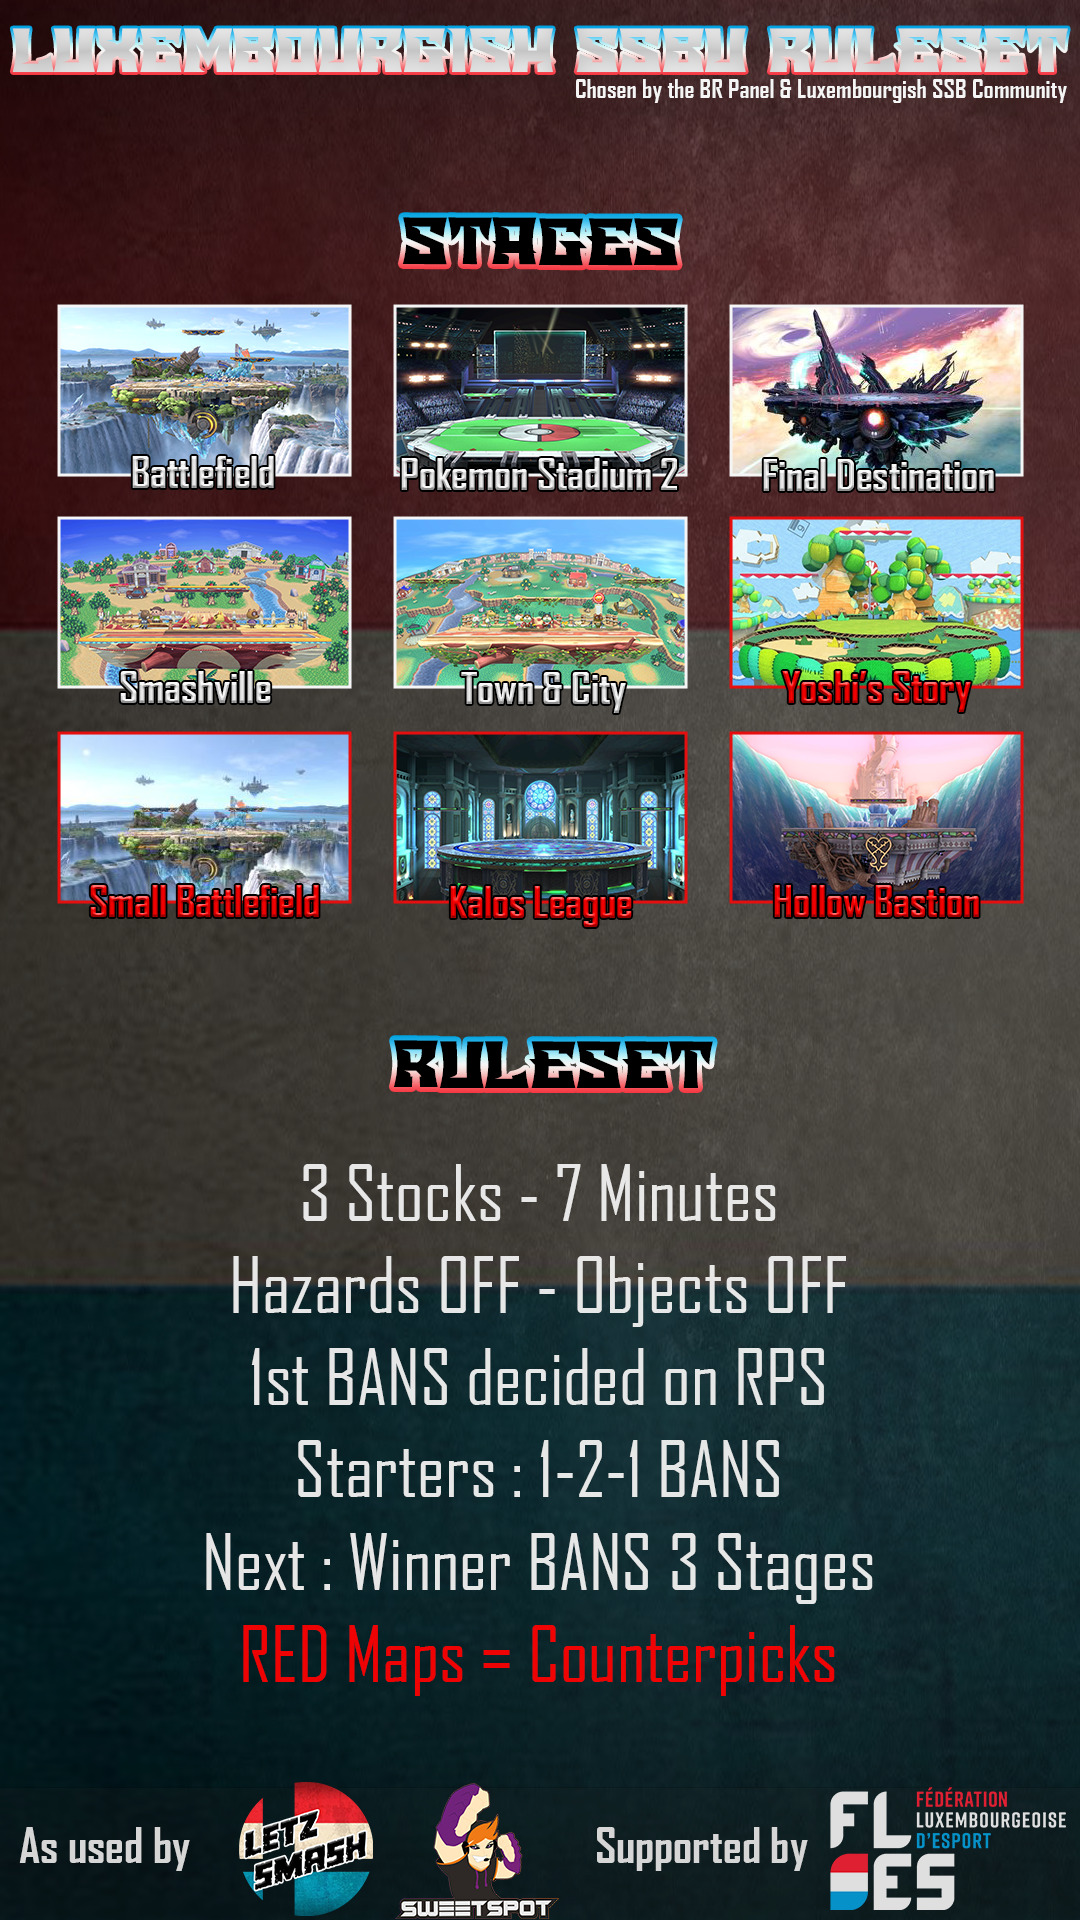 LUXEMBOURGISH SSBU RULESET
Chosen by the BR Panel & Luxembourgish SSB Community
STAGES
Battlefield
Pokemon Stadium 2
Final Destination
Smashville
Town & City
Yoshi's Story
Small Battlefield
Kalos League
Hollow Bastion
RULESET
3 Stocks - 7 Minutes
Hazards OFF - Objects OFF
1st BANS decided on RPS
Starters : 1-2-1 BANS
Next : Winner BANS 3 Stages
RED Maps = Counterpicks
As used by
LETZ
SMASH
SWEETSPOT
Supported by
FLES
FÉDÉRATION
LUXEMBOURGEOISE
D'ESPORT